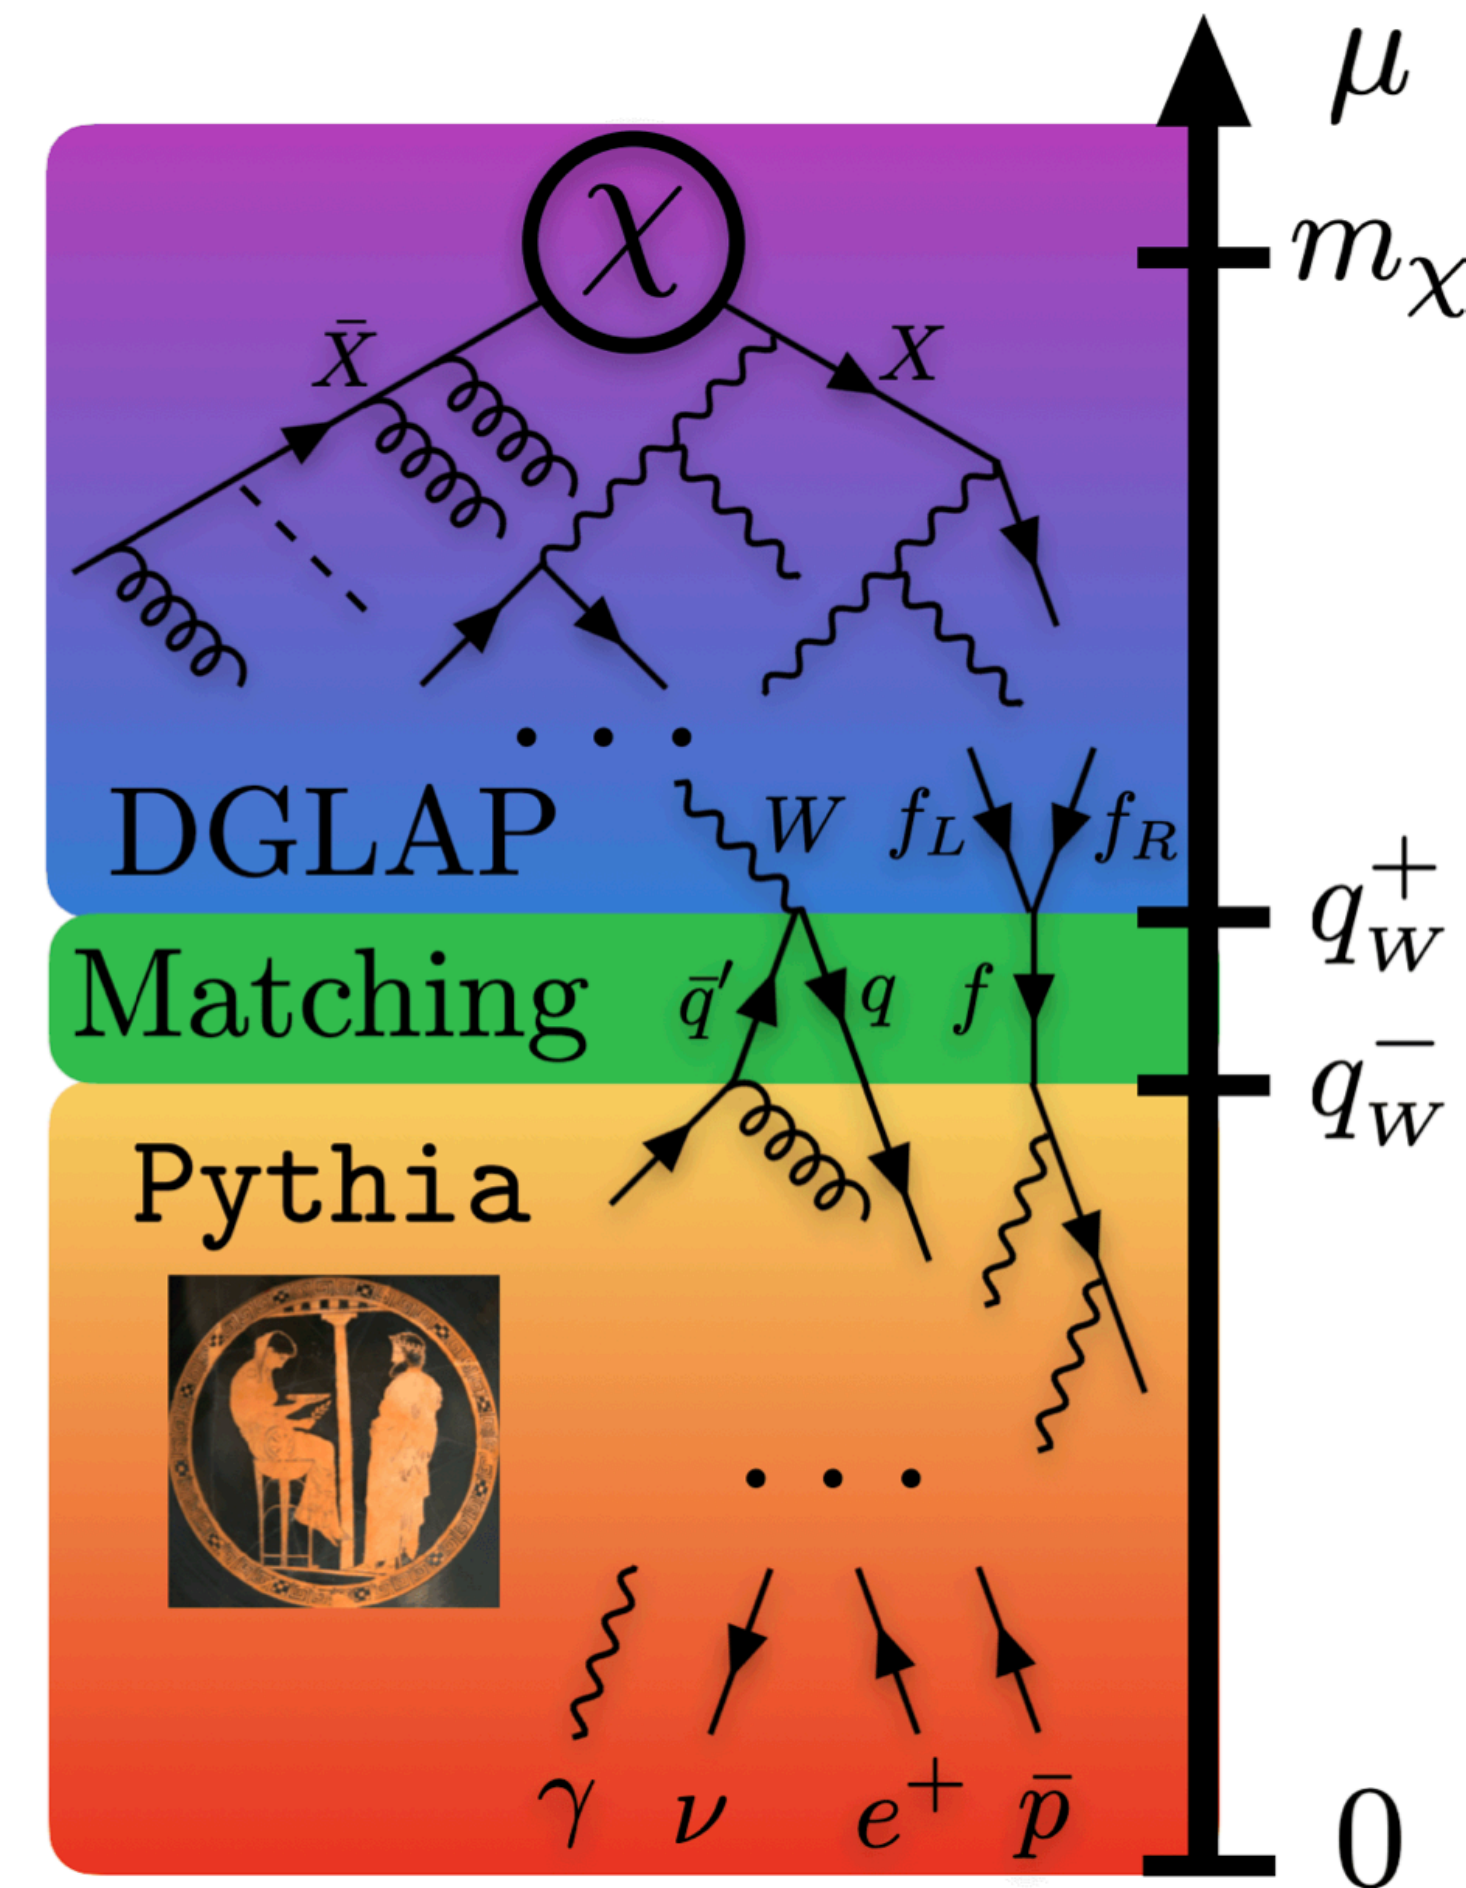 μ
χ
m_χ
X̄
X
. . .
DGLAP
W
f_L
f_R
q_W^+
Matching
q̄′
q
f
q_W^-
Pythia
. . .
γ ν e⁺ p̄
0